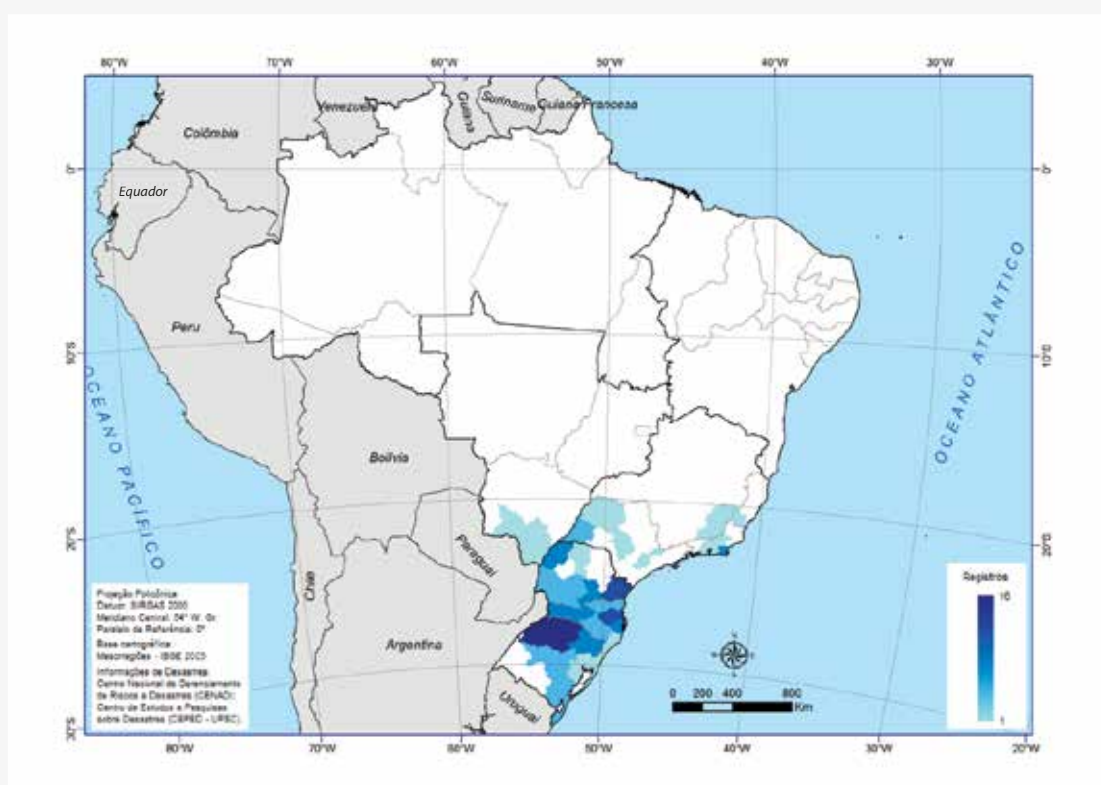 80°W 70°W 60°W 50°W 40°W 30°W
Venezuela
Guiana
Suriname
Guiana Francesa
Colômbia
0° 0°
Equador
Peru
10°S 10°S
OCEANO PACÍFICO
OCEANO ATLÂNTICO
Bolívia
20°S 20°S
Paraguai
Chile
Argentina
Uruguai
Projeção Policônica
Datum: SIRGAS 2000
Meridiano Central: 54° W. Gr.
Paralelo de Referência: 0°
Base cartográfica:
Mesorregiões - IBGE
Informações de Desastres:
Centro Nacional de Gerenciamento
de Riscos e Desastres (CENAD);
Centro de Estudos e Pesquisas
sobre Desastres (CEPED - UFSC).
N
S
0 200 400 800
Km
Registros
16
1
30°S
80°W 70°W 60°W 50°W 40°W 30°W 20°W